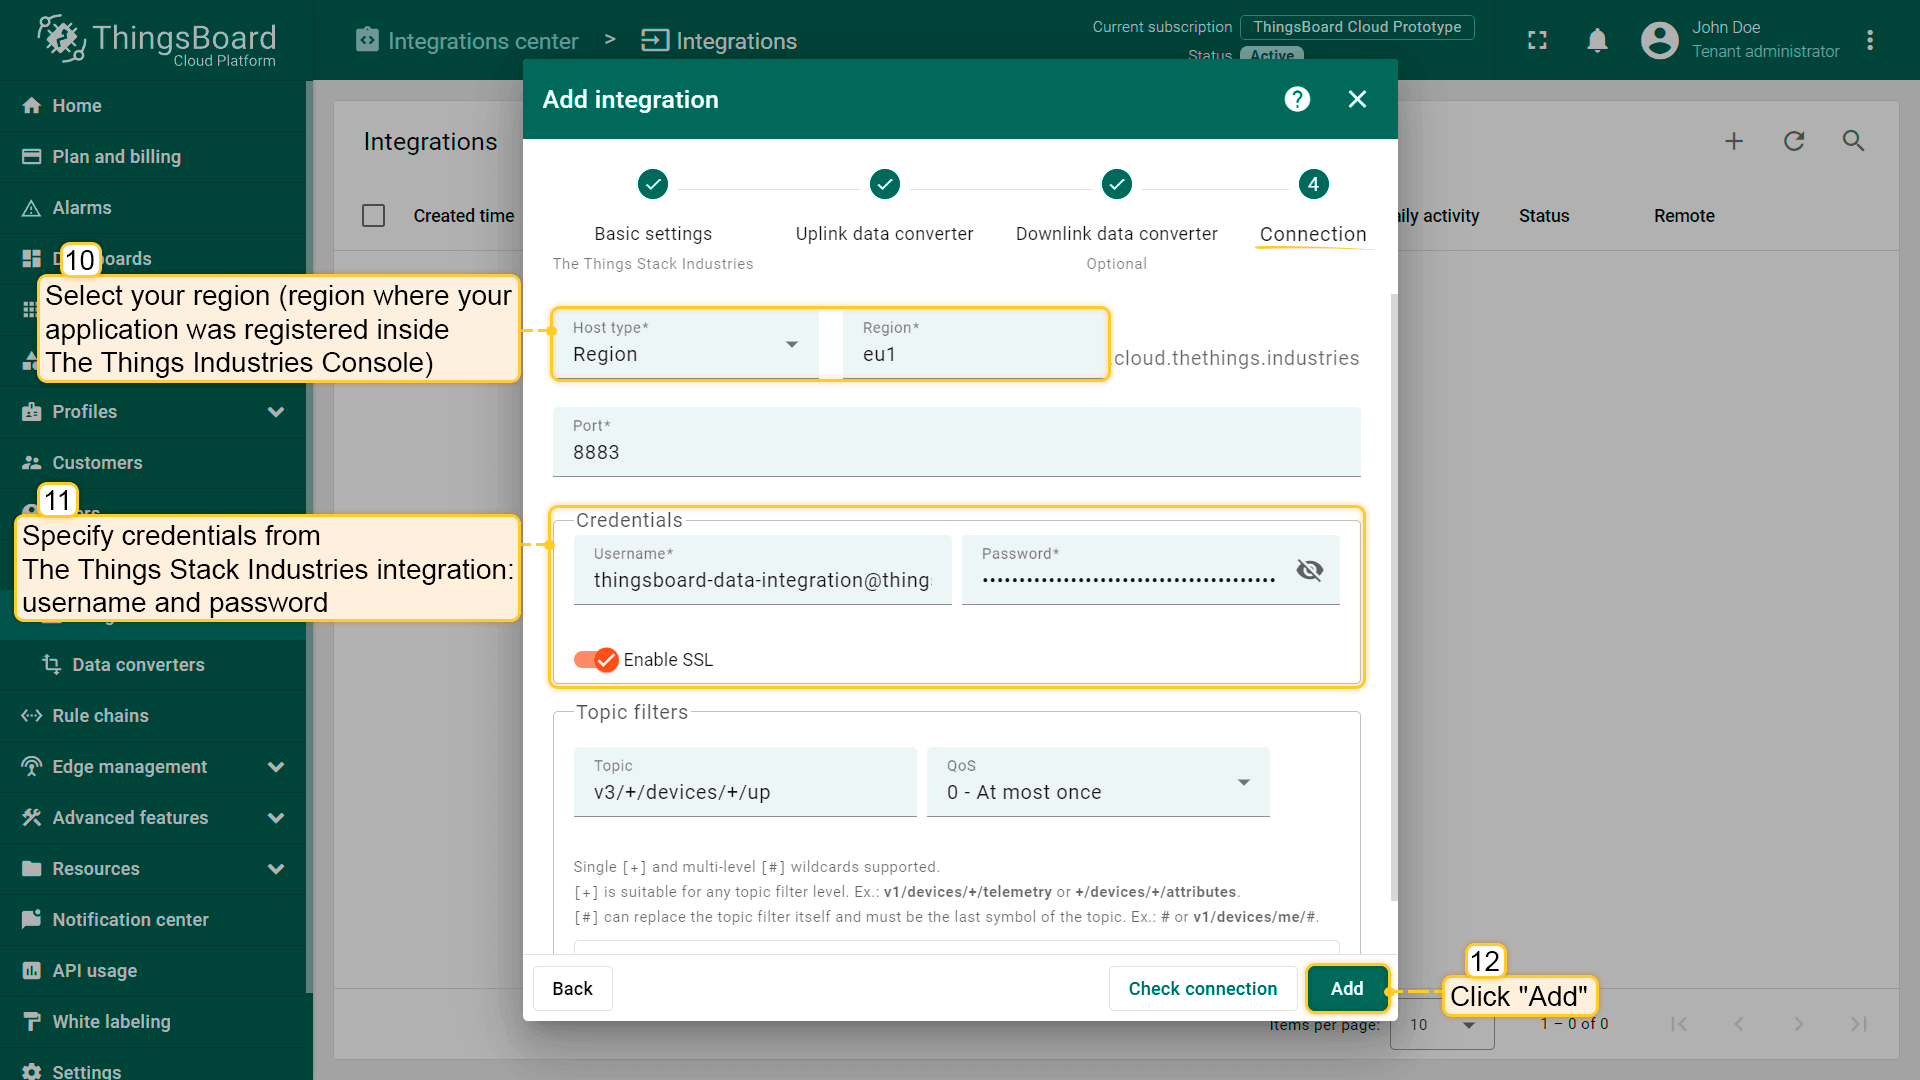 ThingsBoard
Cloud Platform
Integrations center > Integrations
Current subscription ThingsBoard Cloud Prototype
Status Active
John Doe
Tenant administrator
Home
Plan and billing
Alarms
boards
Profiles
Customers
Data converters
Rule chains
Edge management
Advanced features
Resources
Notification center
API usage
White labeling
Settings
10
Select your region (region where your
application was registered inside
The Things Industries Console)
11
Specify credentials from
The Things Stack Industries integration:
username and password
Integrations
Created time
Status
Remote
Add integration
4
Basic settings
The Things Stack Industries
Uplink data converter
Downlink data converter
Optional
Connection
Host type*
Region
Region*
eu1
.cloud.thethings.industries
Port*
8883
Credentials
Username*
thingsboard-data-integration@thing
Password*
••••••••••••••••••••••••••••••••••••••••
Enable SSL
Topic filters
Topic
v3/+/devices/+/up
QoS
0 - At most once
Single [+] and multi-level [#] wildcards supported.
[+] is suitable for any topic filter level. Ex.: v1/devices/+/telemetry or +/devices/+/attributes.
[#] can replace the topic filter itself and must be the last symbol of the topic. Ex.: # or v1/devices/me/#.
Back
Check connection
Add
12
Click "Add"
Items per page:
10
1 – 0 of 0